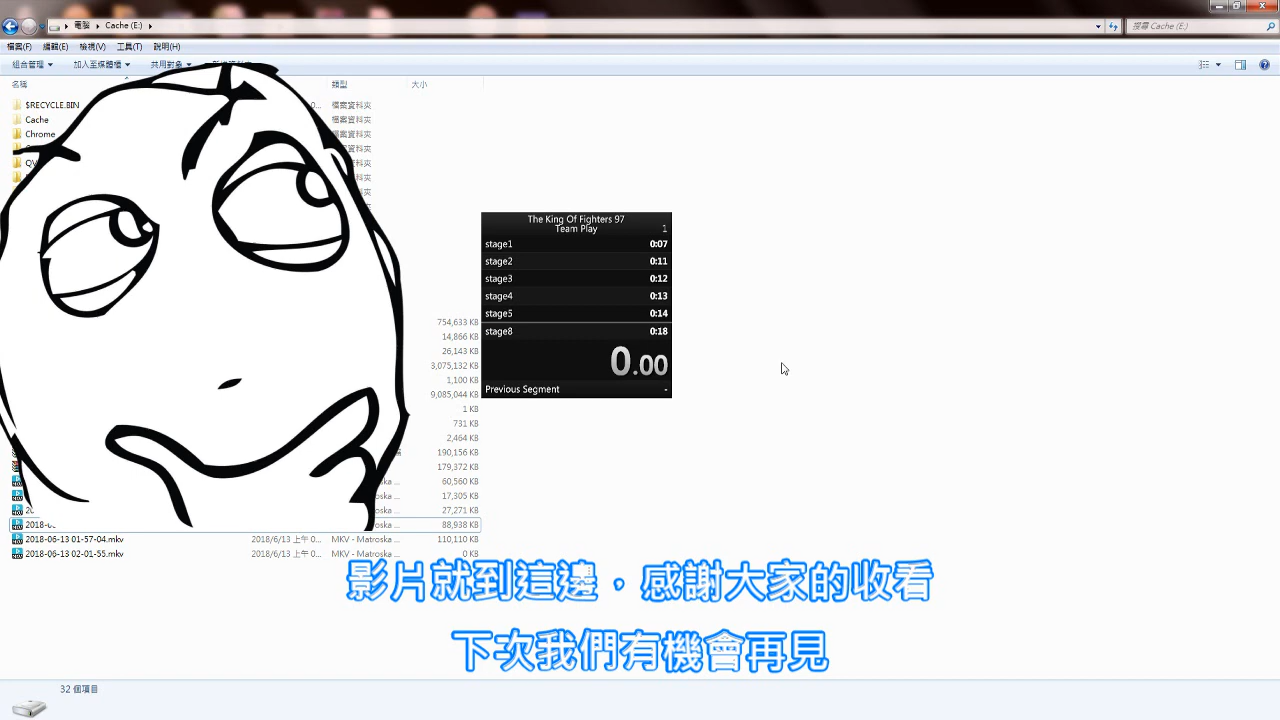 電腦 ▸ Cache (E:) ▸
搜尋 Cache (E:)
檔案(F) 編輯(E) 檢視(V) 工具(T) 說明(H)
組合管理 加入至媒體櫃 共用對象
名稱 類型 大小
$RECYCLE.BIN 檔案資料夾
Cache 檔案資料夾
Chrome 檔案資料夾
檔案資料夾
QV 檔案資料夾
檔案資料夾
檔案資料夾
The King Of Fighters 97
Team Play 1
stage1 0:07
stage2 0:11
stage3 0:12
stage4 0:13
stage5 0:14
stage8 0:18
0.00
Previous Segment -
754,633 KB
14,866 KB
26,143 KB
3,075,132 KB
1,100 KB
9,085,044 KB
1 KB
731 KB
2,464 KB
190,156 KB
179,372 KB
Matroska ... 60,560 KB
Matroska ... 17,305 KB
Matroska ... 27,271 KB
2018-0 Matroska ... 88,938 KB
2018-06-13 01-57-04.mkv 2018/6/13 上午 0... MKV - Matroska ... 110,110 KB
2018-06-13 02-01-55.mkv 2018/6/13 上午 0... MKV - Matroska ... 0 KB
影片就到這邊，感謝大家的收看
下次我們有機會再見
32 個項目